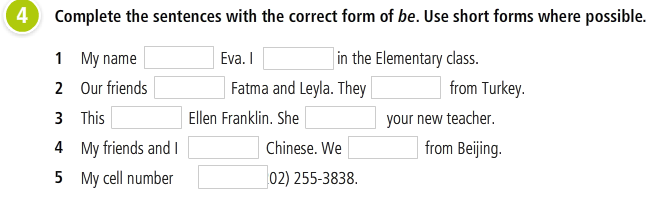 4 Complete the sentences with the correct form of be. Use short forms where possible.
1 My name Eva. I in the Elementary class.
2 Our friends Fatma and Leyla. They from Turkey.
3 This Ellen Franklin. She your new teacher.
4 My friends and I Chinese. We from Beijing.
5 My cell number 02) 255-3838.